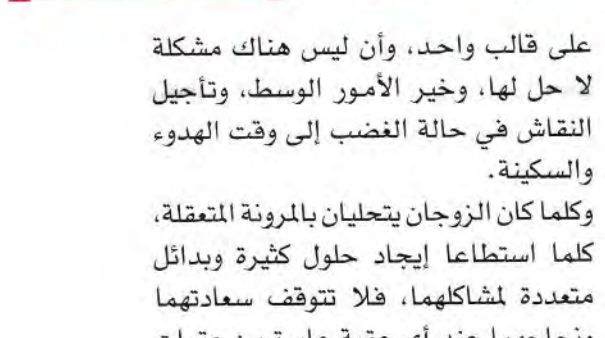 على قالب واحد، وأن ليس هناك مشكلة
لا حل لها، وخير الأمور الوسط، وتأجيل
النقاش في حالة الغضب إلى وقت الهدوء
والسكينة.
وكلما كان الزوجان يتحليان بالمرونة المتعقلة،
كلما استطاعا إيجاد حلول كثيرة وبدائل
متعددة لمشاكلهما، فلا تتوقف سعادتهما